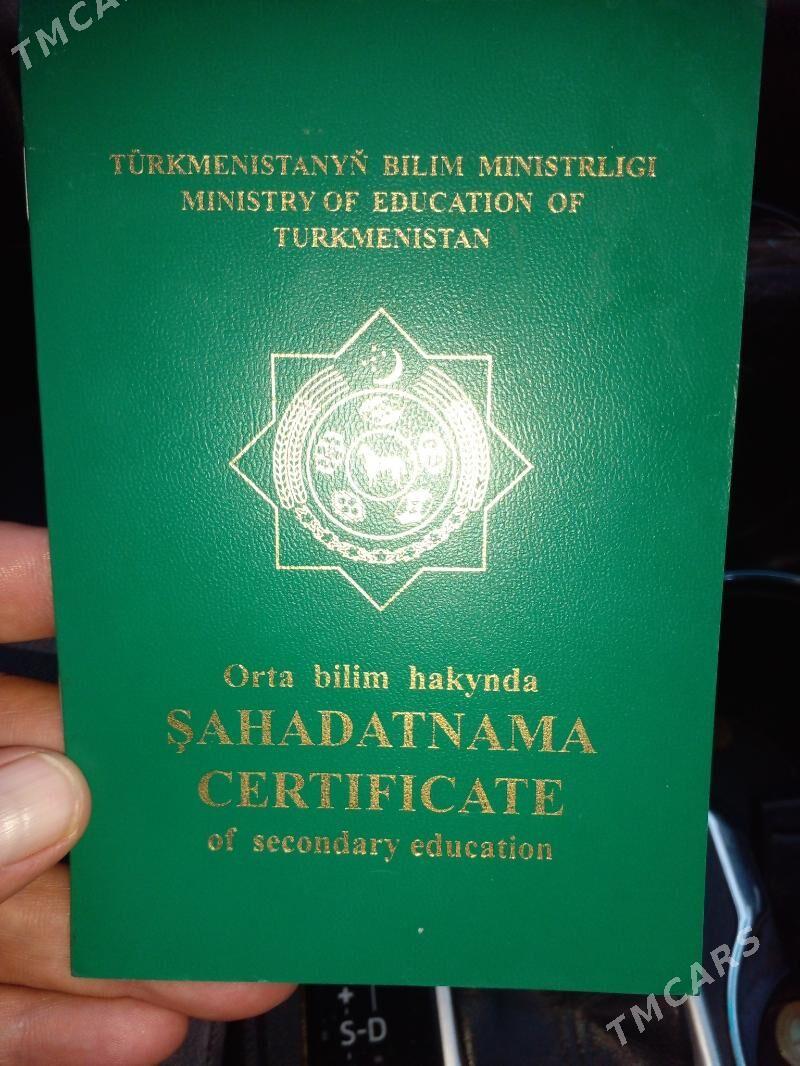 TMCARS
TÜRKMENISTANYŇ BILIM MINISTRLIGI
MINISTRY OF EDUCATION OF
TURKMENISTAN
Orta bilim hakynda
ŞAHADATNAMA
CERTIFICATE
of secondary education
TMCARS
+
S-D